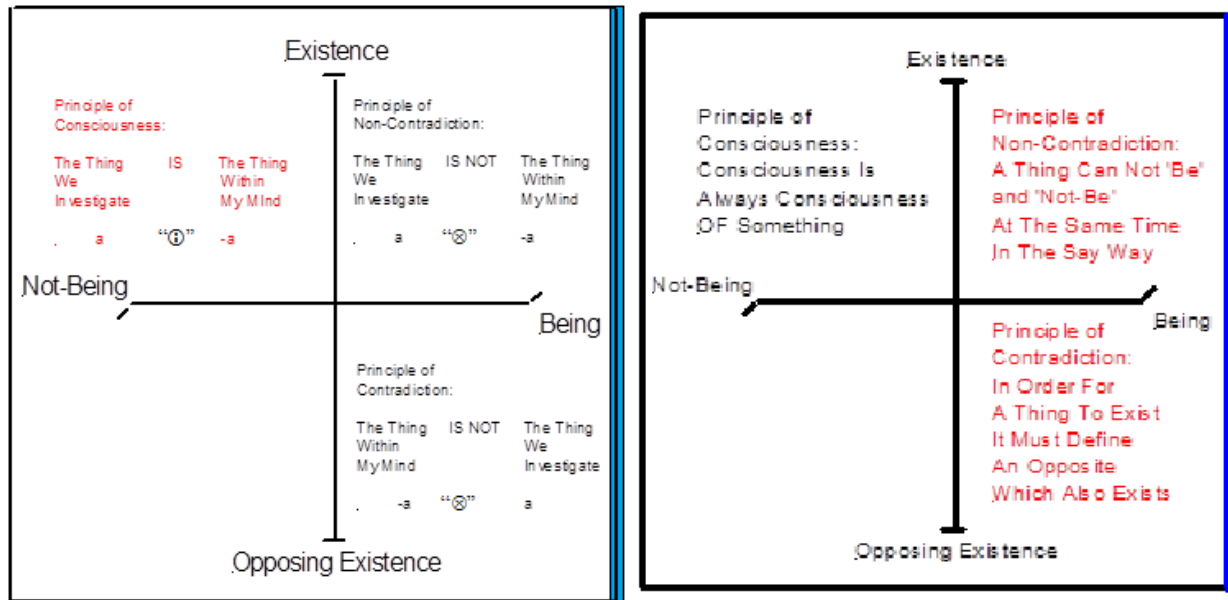 Existence
Principle of
Consciousness:
The Thing IS The Thing
We Within
Investigate My MInd
. a “①” -a
Principle of
Non-Contradiction:
The Thing IS NOT The Thing
We Within
Investigate My Mind
. a “⊗” -a
Not-Being
Being
Principle of
Contradiction:
The Thing IS NOT The Thing
Within We
My Mind Investigate
. -a “⊗” a
Opposing Existence
Existence
Principle of
Consciousness:
Consciousness Is
Always Consciousness
OF Something
Principle of
Non-Contradiction:
A Thing Can Not "Be"
and "Not-Be"
At The Same Time
In The Say Way
Not-Being
Being
Principle of
Contradiction:
In Order For
A Thing To Exist
It Must Define
An Opposite
Which Also Exists
Opposing Existence